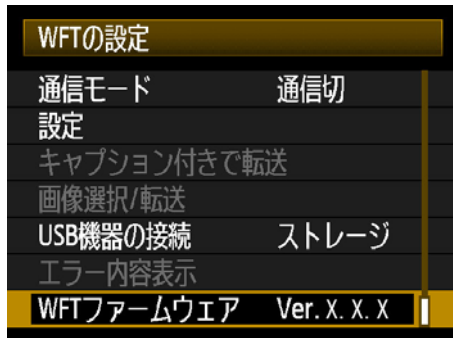 WFTの設定
通信モード 通信切
設定
キャプション付きで転送
画像選択/転送
USB機器の接続 ストレージ
エラー内容表示
WFTファームウェア Ver. X. X. X